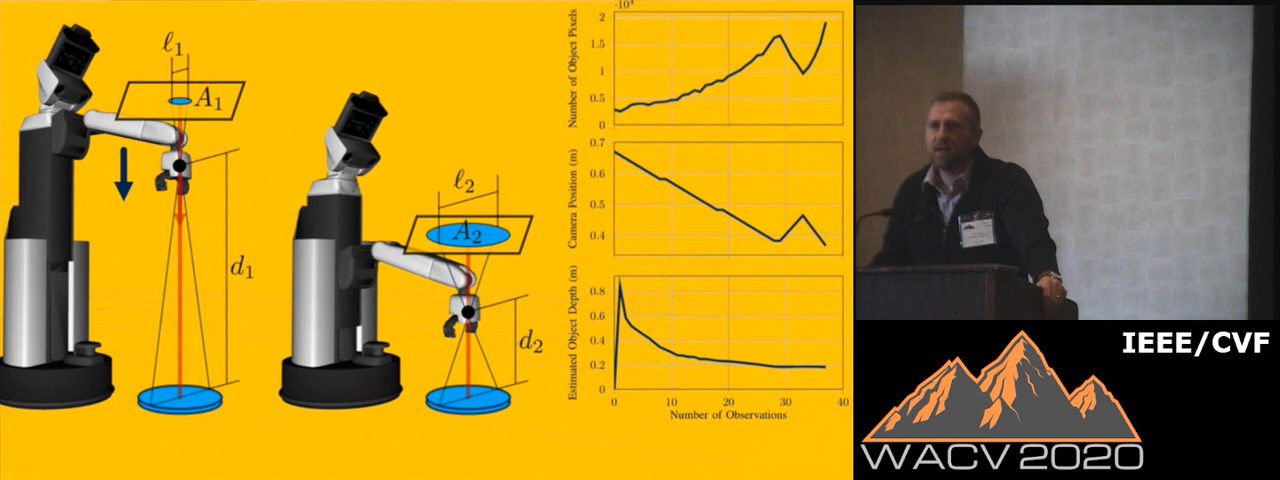 ℓ1
A1
d1
ℓ2
A2
d2
·10⁴
Number of Object Pixels
2
1.5
1
0.5
0
Camera Position (m)
0.7
0.6
0.5
0.4
Estimated Object Depth (m)
0.8
0.6
0.4
0.2
0
0 10 20 30 40
Number of Observations
IEEE/CVF
WACV 2020